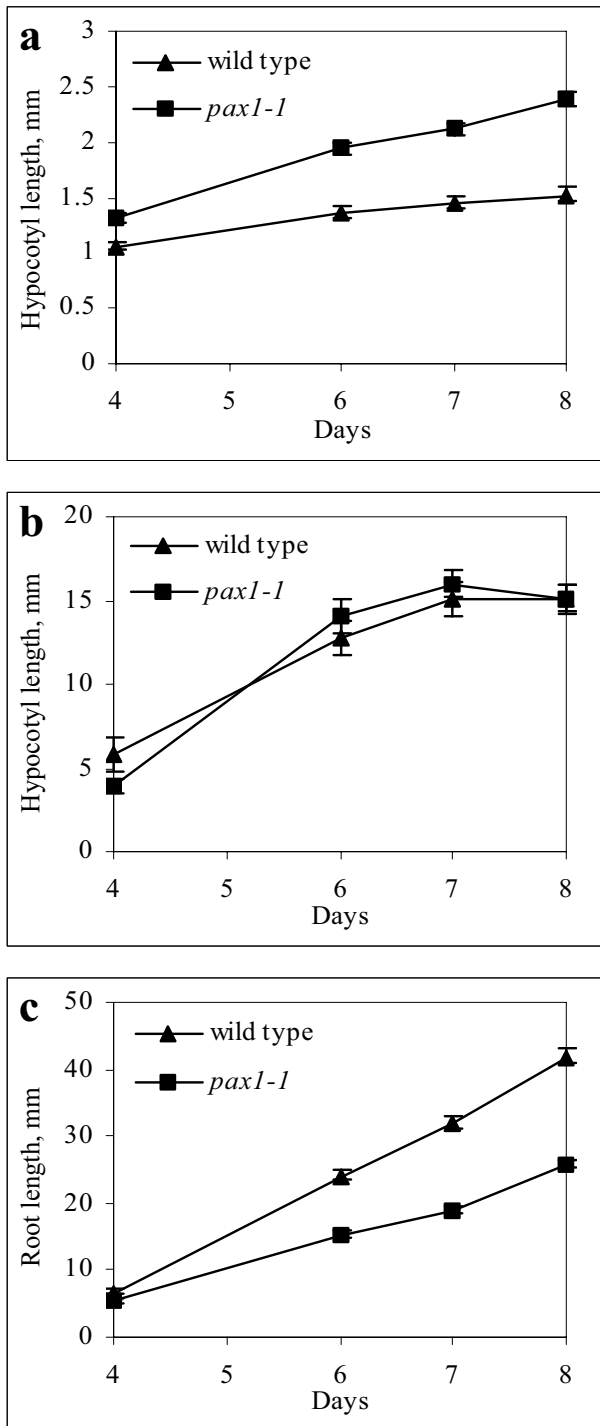 a
3
2.5
2
1.5
1
0.5
0
Hypocotyl length, mm
wild type
pax1-1
4 5 6 7 8
Days
b
20
15
10
5
0
Hypocotyl length, mm
wild type
pax1-1
4 5 6 7 8
Days
c
50
40
30
20
10
0
Root length, mm
wild type
pax1-1
4 5 6 7 8
Days